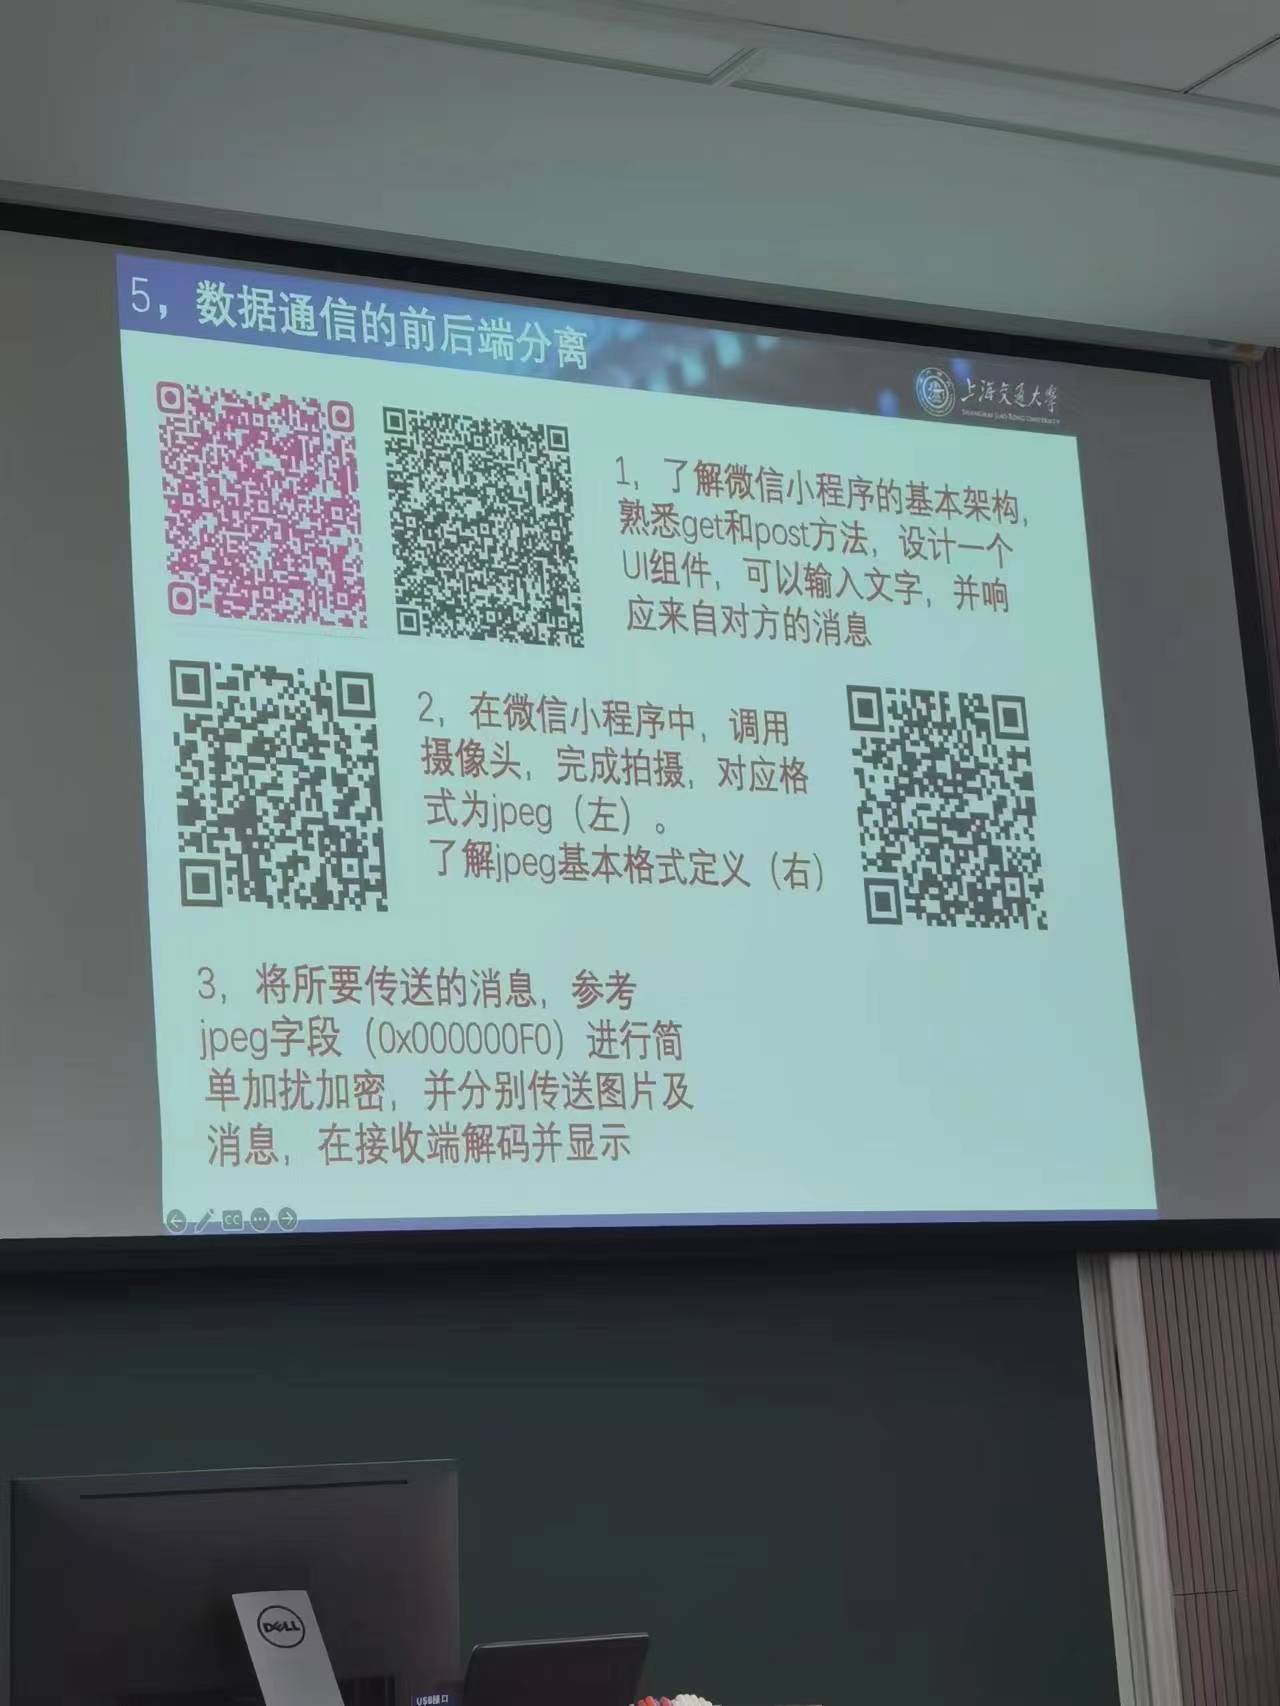 5，数据通信的前后端分离
上海交通大学
SHANGHAI JIAO TONG UNIVERSITY
1，了解微信小程序的基本架构，
熟悉get和post方法，设计一个
UI组件，可以输入文字，并响
应来自对方的消息
2，在微信小程序中，调用
摄像头，完成拍摄，对应格
式为jpeg（左）。
了解jpeg基本格式定义（右）
3，将所要传送的消息，参考
jpeg字段（0x000000F0）进行简
单加扰加密，并分别传送图片及
消息，在接收端解码并显示
CC
DELL
USB接口